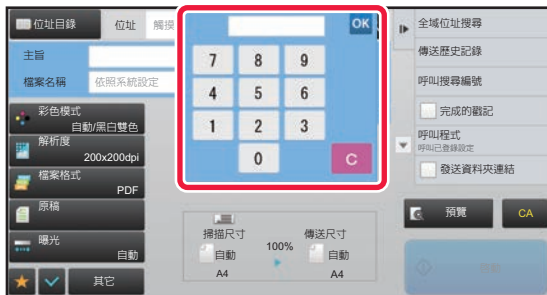 位址目錄
位址
觸摸
OK
主旨
檔案名稱
依照系統設定
7 8 9
4 5 6
1 2 3
0 C
彩色模式
自動/黑白雙色
解析度
200x200dpi
檔案格式
PDF
原稿
曝光
自動
其它
掃描尺寸
自動
A4
100%
傳送尺寸
自動
A4
全域位址搜尋
傳送歷史記錄
呼叫搜尋編號
完成的戳記
呼叫程式
呼叫已登錄設定
發送資料夾連結
預覽
CA